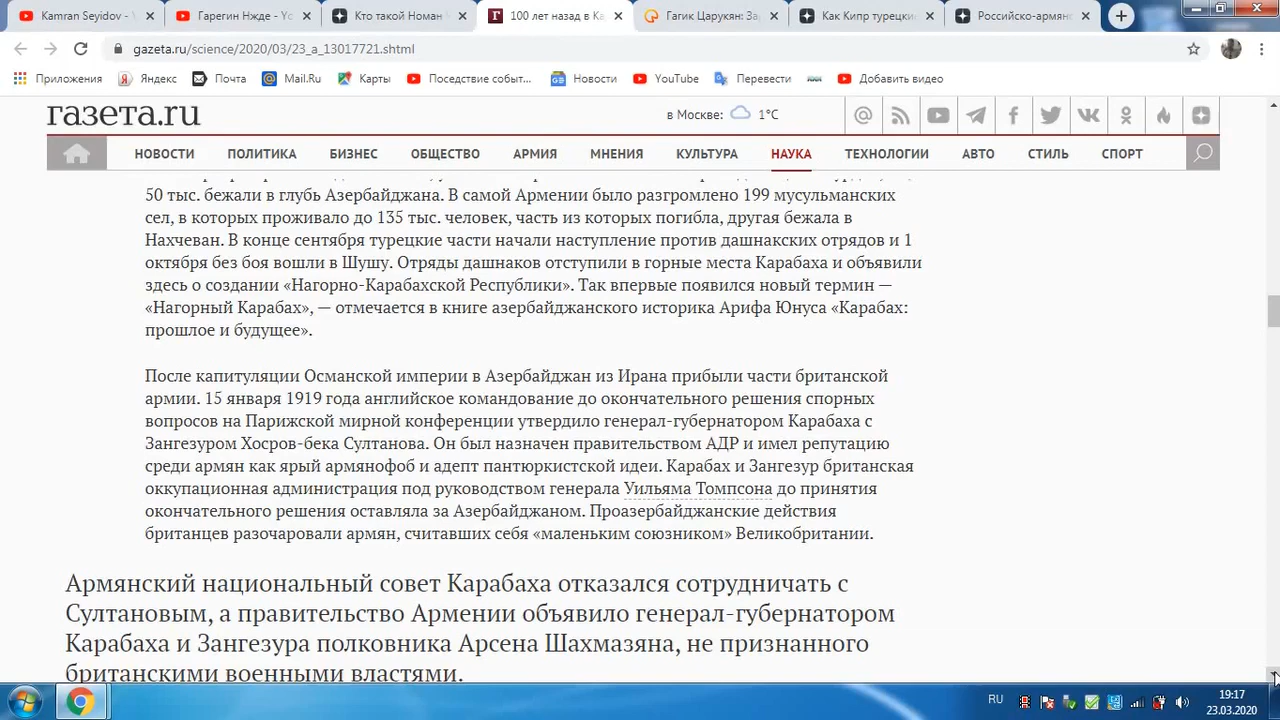 Kamran Seyidov -
Гарегин Нжде - Yo
Кто такой Номан
100 лет назад в Ка
Гагик Царукян: За
Как Кипр турецки
Российско-армян
gazeta.ru/science/2020/03/23_a_13017721.shtml
Приложения
Яндекс
Почта
Mail.Ru
Карты
Поседствие событ...
Новости
YouTube
Перевести
Добавить видео
газета.ru
в Москве: 1°C
НОВОСТИ ПОЛИТИКА БИЗНЕС ОБЩЕСТВО АРМИЯ МНЕНИЯ КУЛЬТУРА НАУКА ТЕХНОЛОГИИ АВТО СТИЛЬ СПОРТ
50 тыс. бежали в глубь Азербайджана. В самой Армении было разгромлено 199 мусульманских
сел, в которых проживало до 135 тыс. человек, часть из которых погибла, другая бежала в
Нахчеван. В конце сентября турецкие части начали наступление против дашнакских отрядов и 1
октября без боя вошли в Шушу. Отряды дашнаков отступили в горные места Карабаха и объявили
здесь о создании «Нагорно-Карабахской Республики». Так впервые появился новый термин —
«Нагорный Карабах», — отмечается в книге азербайджанского историка Арифа Юнуса «Карабах:
прошлое и будущее».
После капитуляции Османской империи в Азербайджан из Ирана прибыли части британской
армии. 15 января 1919 года английское командование до окончательного решения спорных
вопросов на Парижской мирной конференции утвердило генерал-губернатором Карабаха с
Зангезуром Хосров-бека Султанова. Он был назначен правительством АДР и имел репутацию
среди армян как ярый армянофоб и адепт пантюркистской идеи. Карабах и Зангезур британская
оккупационная администрация под руководством генерала Уильяма Томпсона до принятия
окончательного решения оставляла за Азербайджаном. Проазербайджанские действия
британцев разочаровали армян, считавших себя «маленьким союзником» Великобритании.
Армянский национальный совет Карабаха отказался сотрудничать с
Султановым, а правительство Армении объявило генерал-губернатором
Карабаха и Зангезура полковника Арсена Шахмазяна, не признанного
британскими военными властями.
RU
19:17
23.03.2020